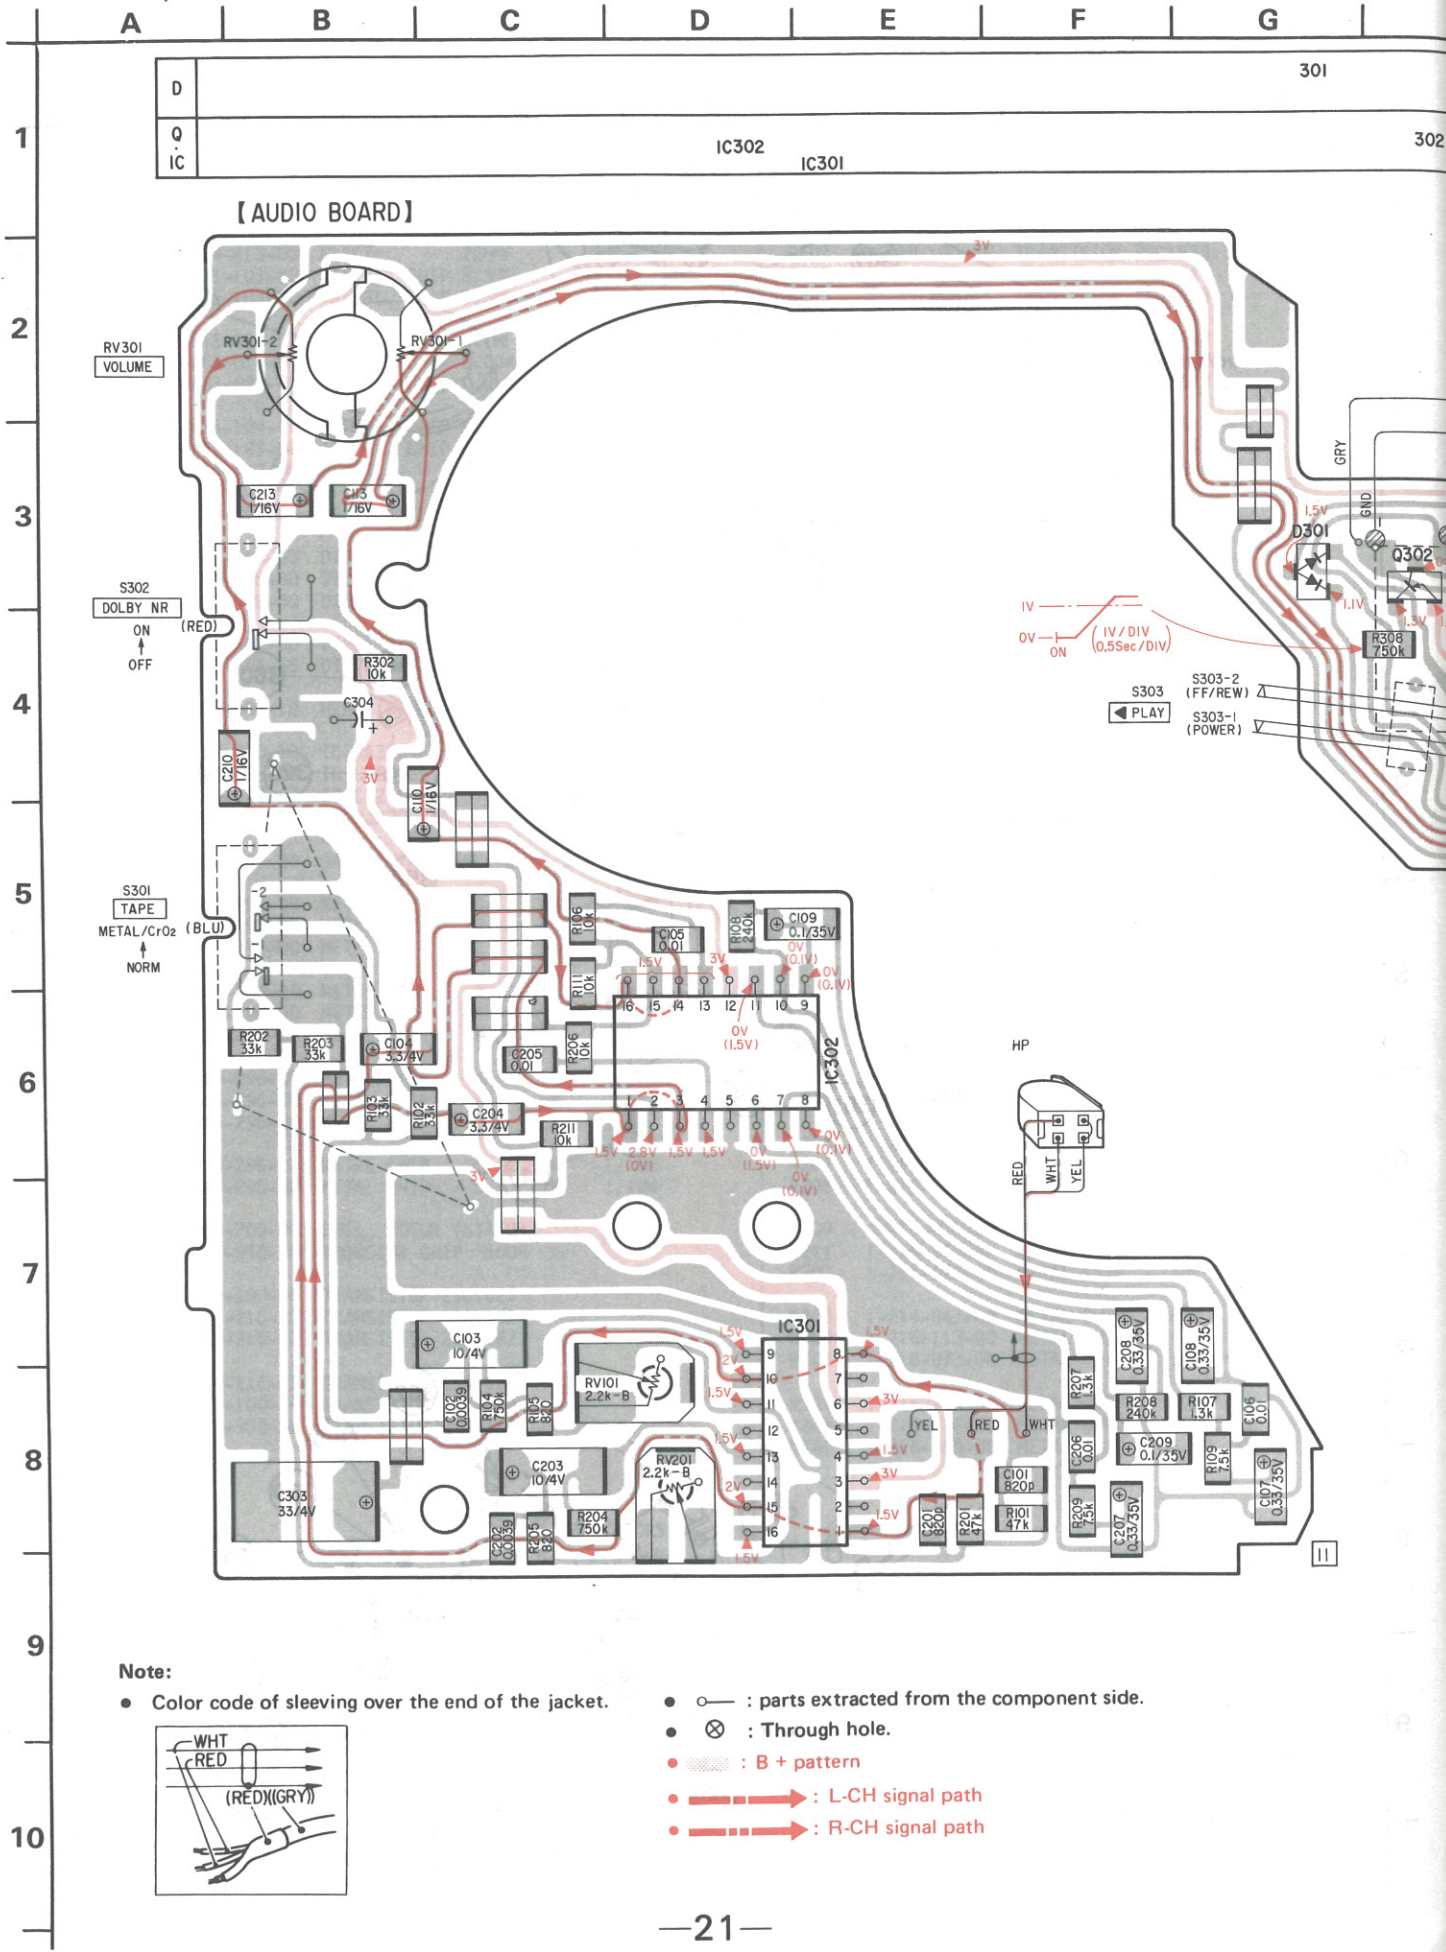 A B C D E F G
D 301
1
Q · IC IC302 IC301 302
【AUDIO BOARD】
3V
2
RV301
VOLUME
RV301-2 RV301-1
GRY
GND
3
C213
1/16V
C113
1/16V
1.5V
D301
Q302
1.1V
1.3V
S302
DOLBY NR
(RED)
ON
OFF
1V
0V
ON
(1V/DIV
0.5Sec/DIV)
R308
750k
R302
10k
4
C304
+
3V
S303
◀ PLAY
S303-2
(FF/REW)
S303-1
(POWER)
C210
1/16V
C110
1/16V
5
S301
TAPE
METAL/CrO2 (BLU)
NORM
-2
R106
10k
C105
0.01
R108
240k
C109
0.1/35V
0V
(0.1V)
1.5V
3V
0V
(0.1V)
R111
10k
16 15 14 13 12 11 10 9
0V
(1.5V)
IC302
R202
33k
R203
33k
C104
3.3/4V
C205
0.01
R206
10k
6
R103
33k
R102
33k
C204
3.3/4V
R211
10k
1 2 3 4 5 6 7 8
1.5V 2.8V
(0V)
1.5V 1.5V 0V
(1.5V)
0V
(0.1V)
0V
(0.1V)
3V
HP
RED
WHT
YEL
7
IC301
C103
10/4V
RV101
2.2k-B
C102
0.0039
R104
750k
R105
820
1.5V
2V
1.5V
1.5V
2V
1.5V
9 8
10 7
11 6
12 5
13 4
14 3
15 2
16 1
1.5V
3V
1.5V
3V
1.5V
YEL RED WHT
R207
1.3k
C208
0.33/35V
C108
0.33/35V
R208
240k
R107
1.3k
C106
0.01
8
C303
33/4V
C203
10/4V
RV201
2.2k-B
C202
0.0039
R205
820
R204
750k
C201
820p
R201
47k
C101
820p
R101
47k
C206
0.01
C209
0.1/35V
R109
7.5k
C107
0.33/35V
R209
7.5k
C207
0.33/35V
11
9
Note:
● Color code of sleeving over the end of the jacket.
WHT
RED
(RED)((GRY))
● : parts extracted from the component side.
● ⊗ : Through hole.
● : B + pattern
● : L-CH signal path
● : R-CH signal path
10
—21—